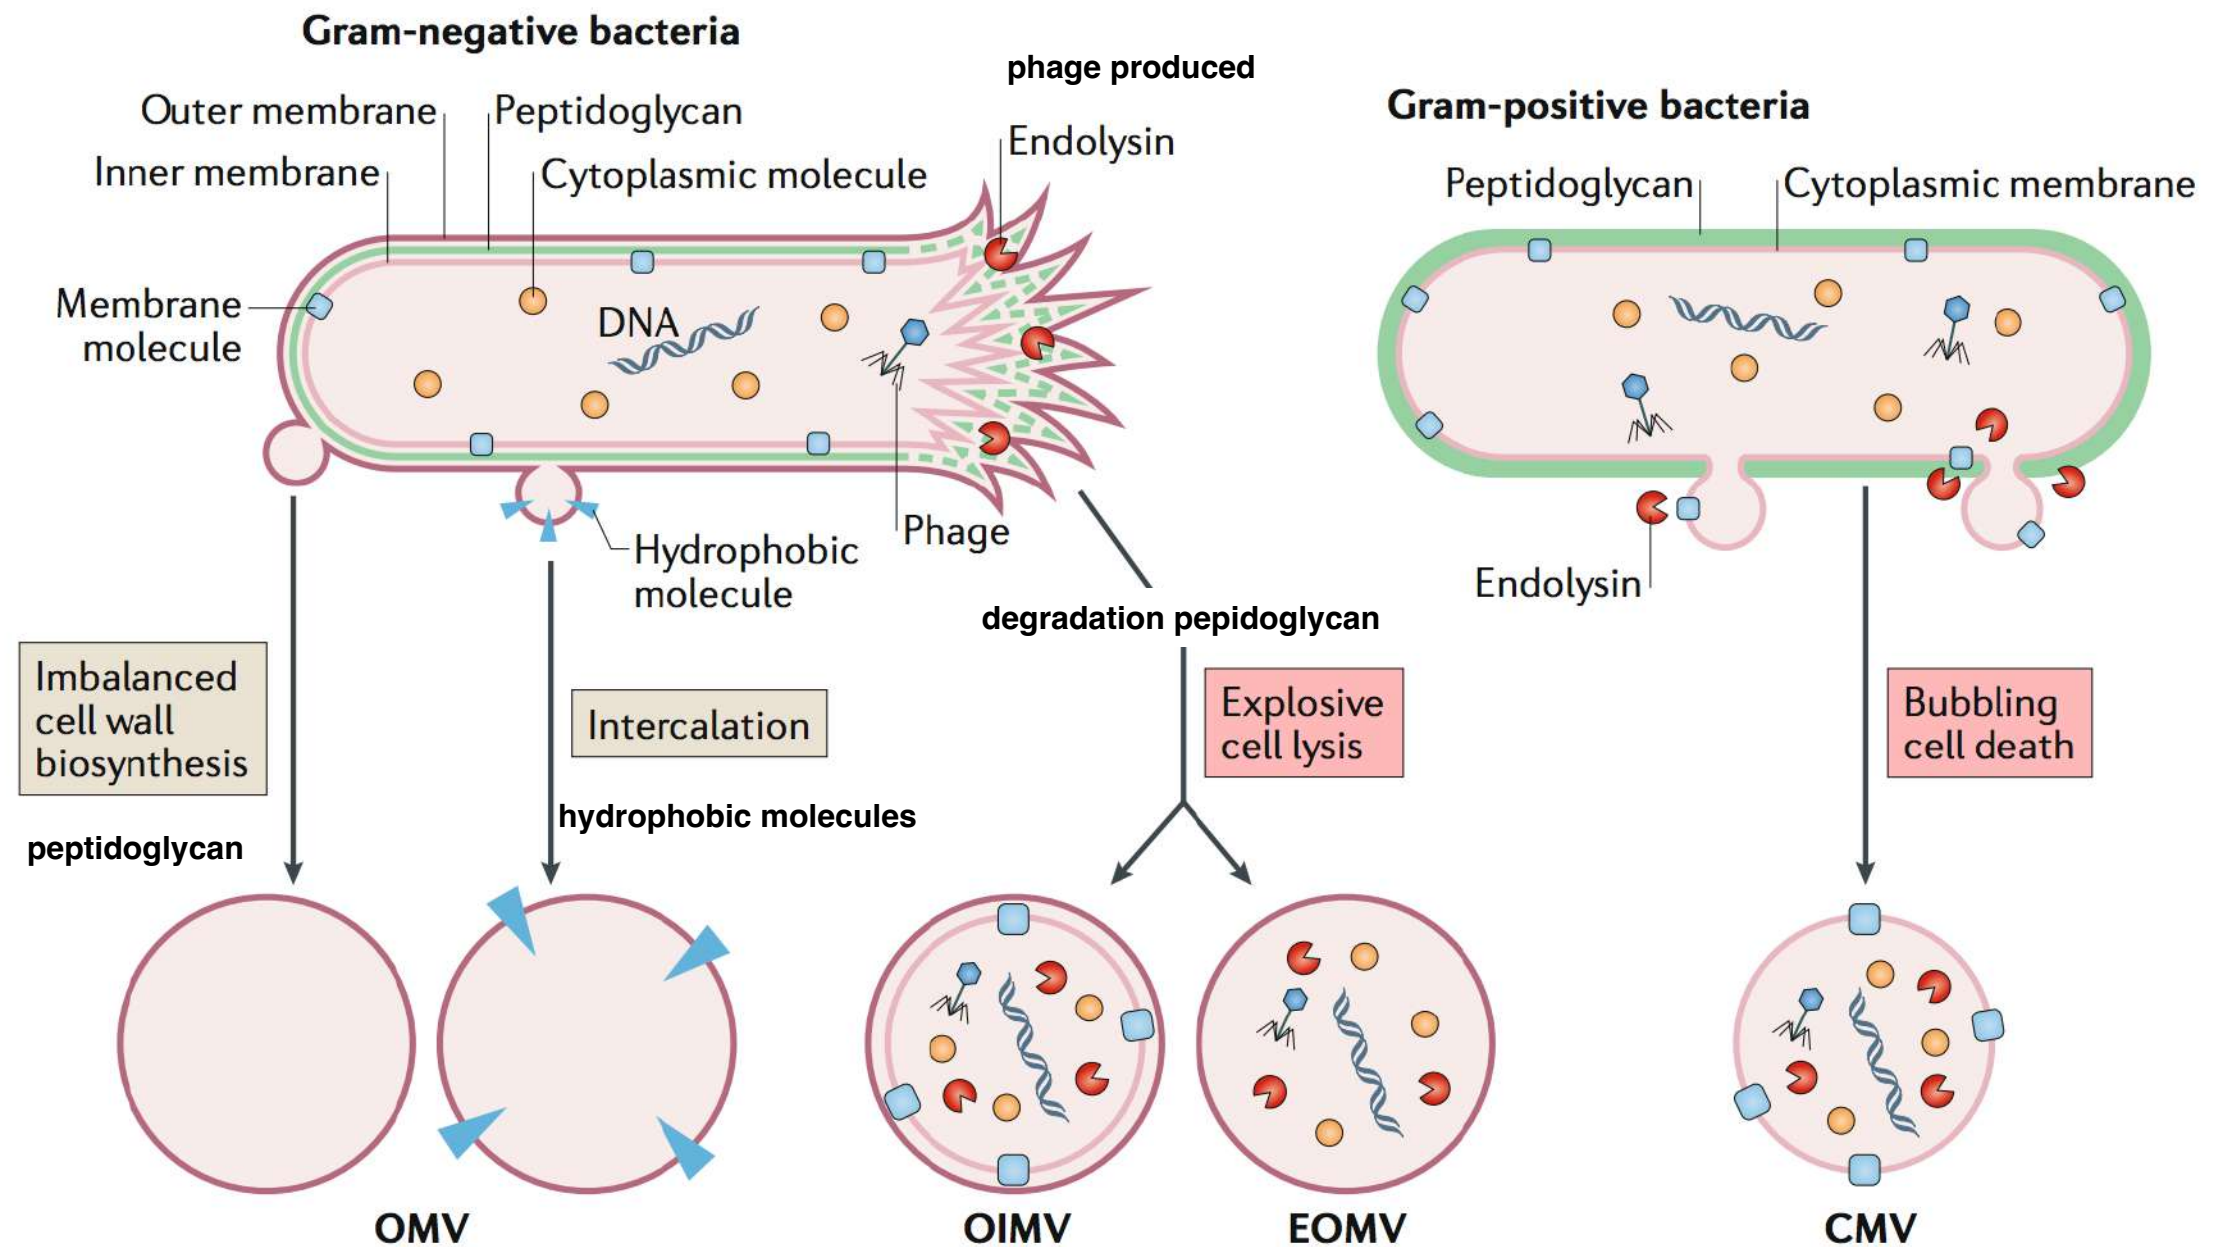 Gram-negative bacteria
phage produced
Gram-positive bacteria
Outer membrane
Peptidoglycan
Endolysin
Inner membrane
Cytoplasmic molecule
Peptidoglycan
Cytoplasmic membrane
Membrane
molecule
DNA
Hydrophobic
molecule
Phage
Endolysin
degradation pepidoglycan
Imbalanced
cell wall
biosynthesis
Intercalation
Explosive
cell lysis
Bubbling
cell death
hydrophobic molecules
peptidoglycan
OMV
OIMV
EOMV
CMV